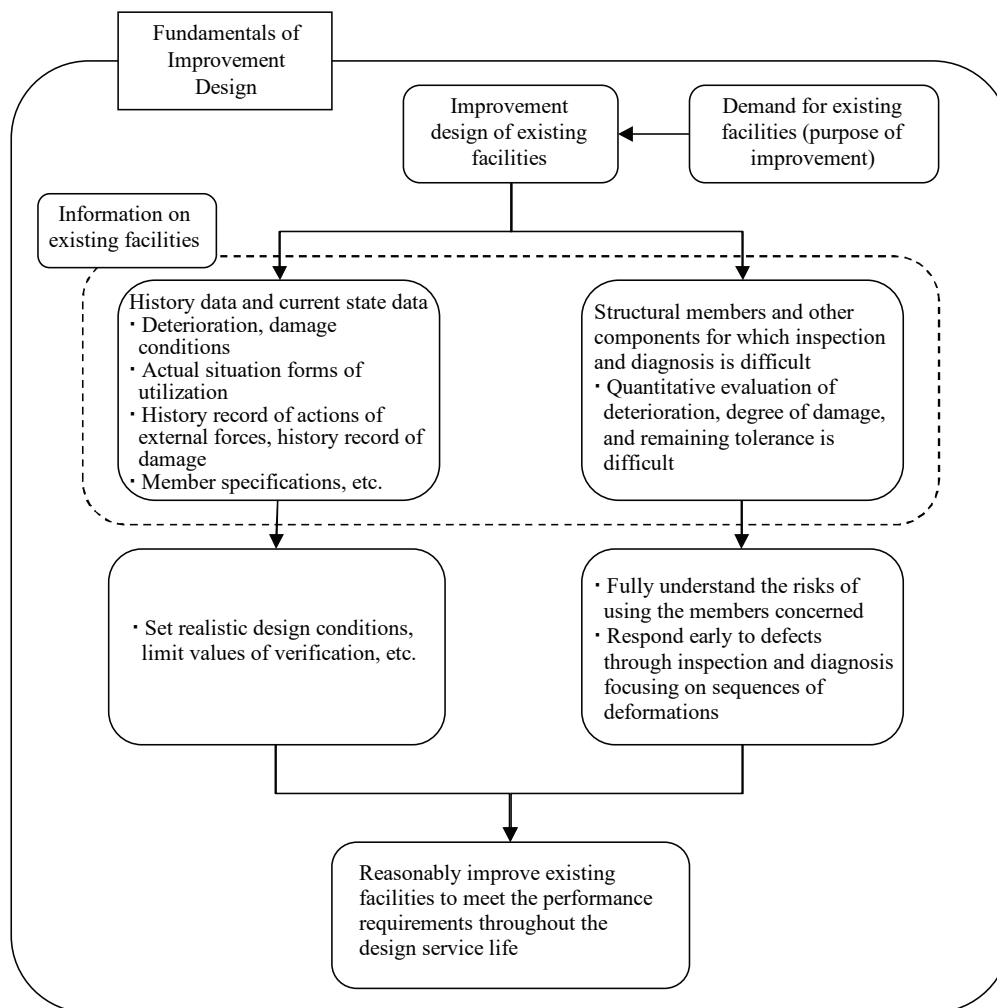 Fundamentals of
Improvement
Design
Improvement
design of existing
facilities
Demand for existing
facilities (purpose of
improvement)
Information on
existing facilities
History data and current state data
・Deterioration, damage
conditions
・Actual situation forms of
utilization
・History record of actions of
external forces, history record of
damage
・Member specifications, etc.
Structural members and other
components for which inspection
and diagnosis is difficult
・Quantitative evaluation of
deterioration, degree of damage,
and remaining tolerance is
difficult
・Set realistic design conditions,
limit values of verification, etc.
・Fully understand the risks of
using the members concerned
・Respond early to defects
through inspection and diagnosis
focusing on sequences of
deformations
Reasonably improve existing
facilities to meet the performance
requirements throughout the
design service life